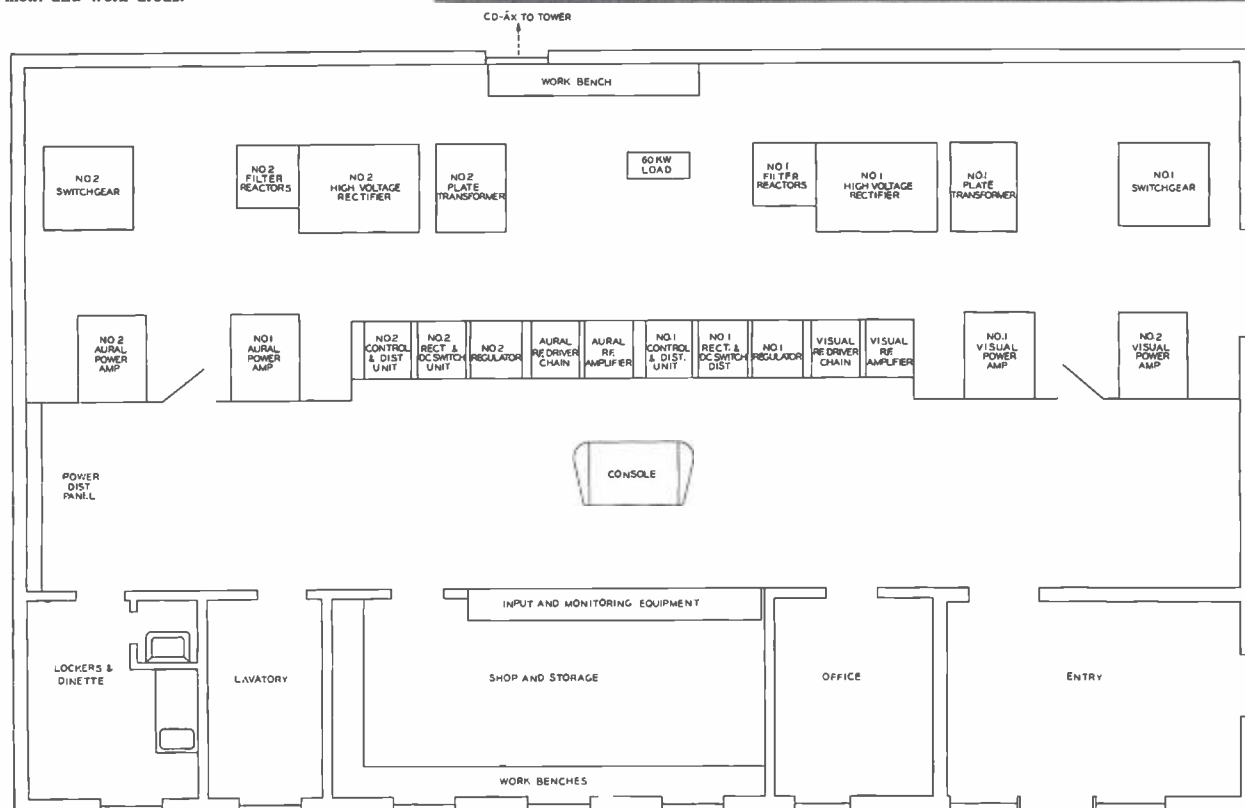 ment and work areas.
CO-AX TO TOWER
WORK BENCH
NO.2
SWITCHGEAR
NO.2
FILTER
REACTORS
NO 2
HIGH VOLTAGE
RECTIFIER
NO.2
PLATE
TRANSFORMER
60 KW
LOAD
NO 1
FILTER
REACTORS
NO 1
HIGH VOLTAGE
RECTIFIER
NO.1
PLATE
TRANSFORMER
NO.1
SWITCHGEAR
NO 2
AURAL
POWER
AMP
NO.1
AURAL
POWER
AMP
NO.2
CONTROL
& DIST
UNIT
NO.2
RECT &
DC SWITCH
UNIT
NO.2
REGULATOR
AURAL
R.F. DRIVER
CHAIN
AURAL
R.F.
AMPLIFIER
NO.1
CONTROL
& DIST.
UNIT
NO 1
RECT. &
DC SWITCH
DIST
NO 1
REGULATOR
VISUAL
R.F. DRIVER
CHAIN
VISUAL
R.F.
AMPLIFIER
NO.1
VISUAL
POWER
AMP
NO.2
VISUAL
POWER
AMP
POWER
DIST
PANEL
CONSOLE
INPUT AND MONITORING EQUIPMENT
LOCKERS &
DINETTE
LAVATORY
SHOP AND STORAGE
OFFICE
ENTRY
WORK BENCHES